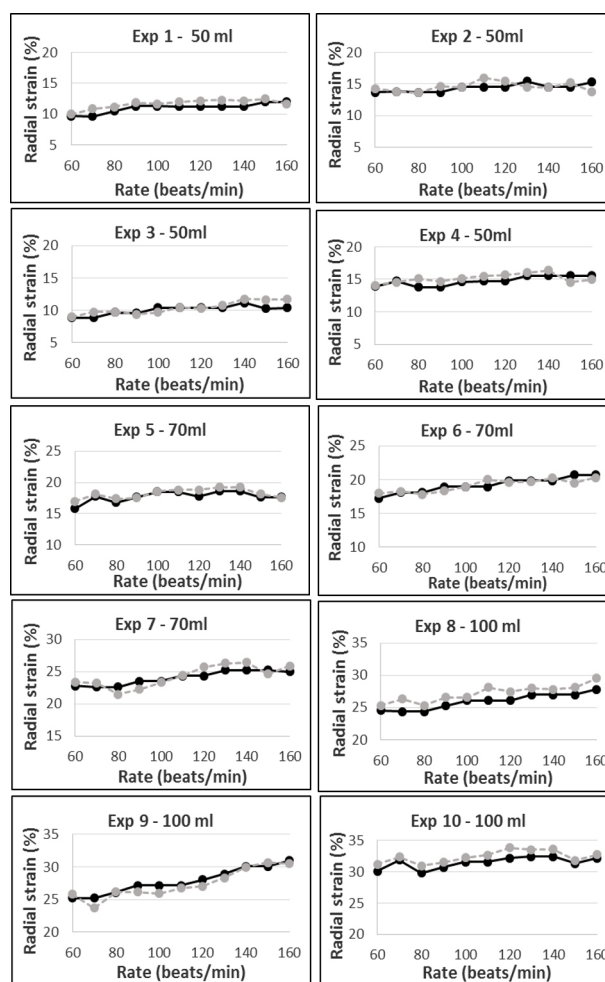 Exp 1 - 50 ml
Radial strain (%)
20
15
10
5
60 80 100 120 140 160
Rate (beats/min)
Exp 2 - 50ml
Radial strain (%)
20
15
10
5
60 80 100 120 140 160
Rate (beats/min)
Exp 3 - 50ml
Radial strain (%)
20
15
10
5
60 80 100 120 140 160
Rate (beats/min)
Exp 4 - 50ml
Radial strain (%)
20
15
10
5
60 80 100 120 140 160
Rate (beats/min)
Exp 5 - 70ml
Radial strain (%)
25
20
15
10
60 80 100 120 140 160
Rate (beats/min)
Exp 6 - 70ml
Radial strain (%)
25
20
15
10
60 80 100 120 140 160
Rate (beats/min)
Exp 7 - 70ml
Radial strain (%)
30
25
20
15
60 80 100 120 140 160
Rate (beats/min)
Exp 8 - 100 ml
Radial strain (%)
35
30
25
20
60 80 100 120 140 160
Rate (beats/min)
Exp 9 - 100 ml
Radial strain (%)
35
30
25
20
60 80 100 120 140 160
Rate (beats/min)
Exp 10 - 100 ml
Radial strain (%)
35
30
25
20
60 80 100 120 140 160
Rate (beats/min)